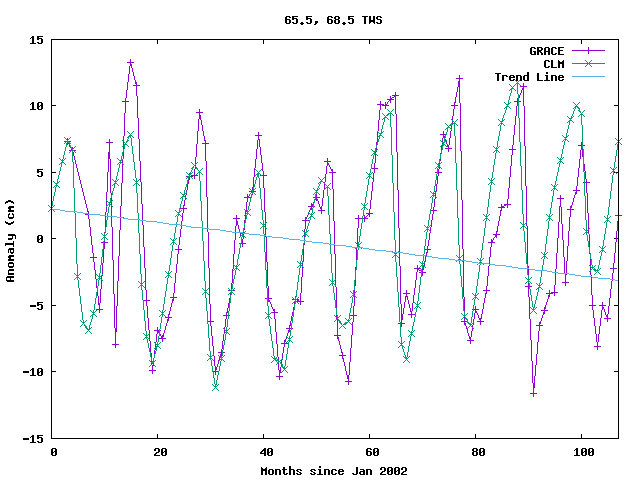 65.5, 68.5 TWS
GRACE
CLM
Trend Line
15
10
5
0
-5
-10
-15
Anomaly (cm)
0 20 40 60 80 100
Months since Jan 2002